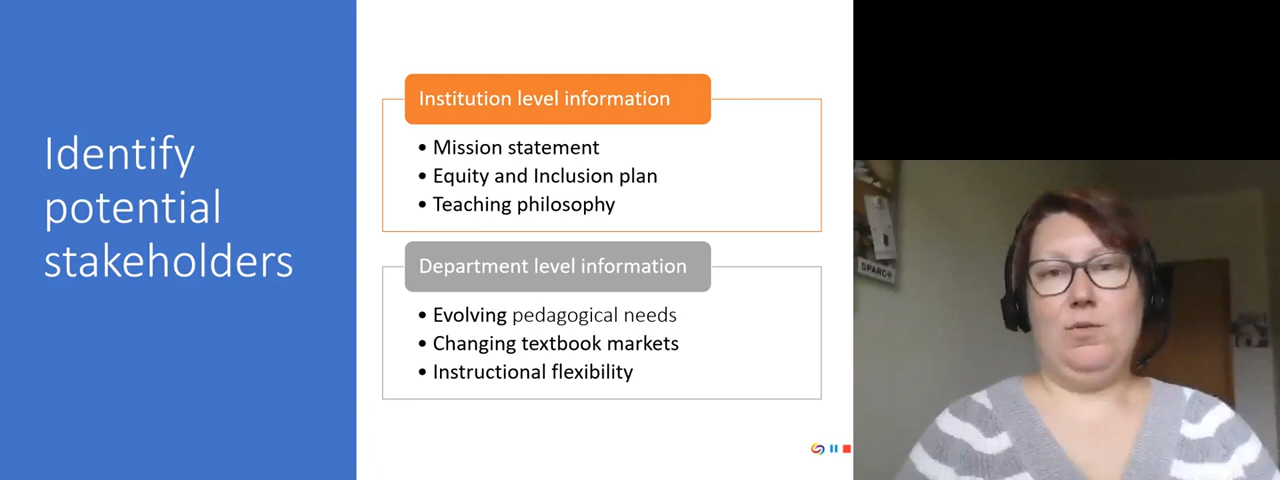 Identify
potential
stakeholders
Institution level information
• Mission statement
• Equity and Inclusion plan
• Teaching philosophy
Department level information
• Evolving pedagogical needs
• Changing textbook markets
• Instructional flexibility
SPARC